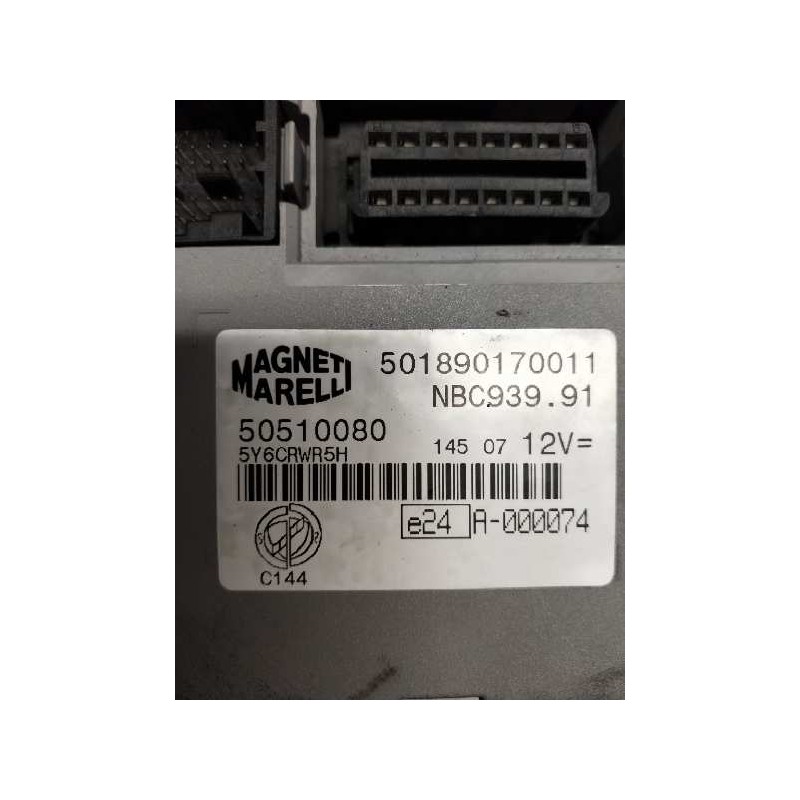 MAGNETI
MARELLI
501890170011
NBC939.91
50510080
5Y6CRWR5H
145 07 12V=
e24 A-000074
C144